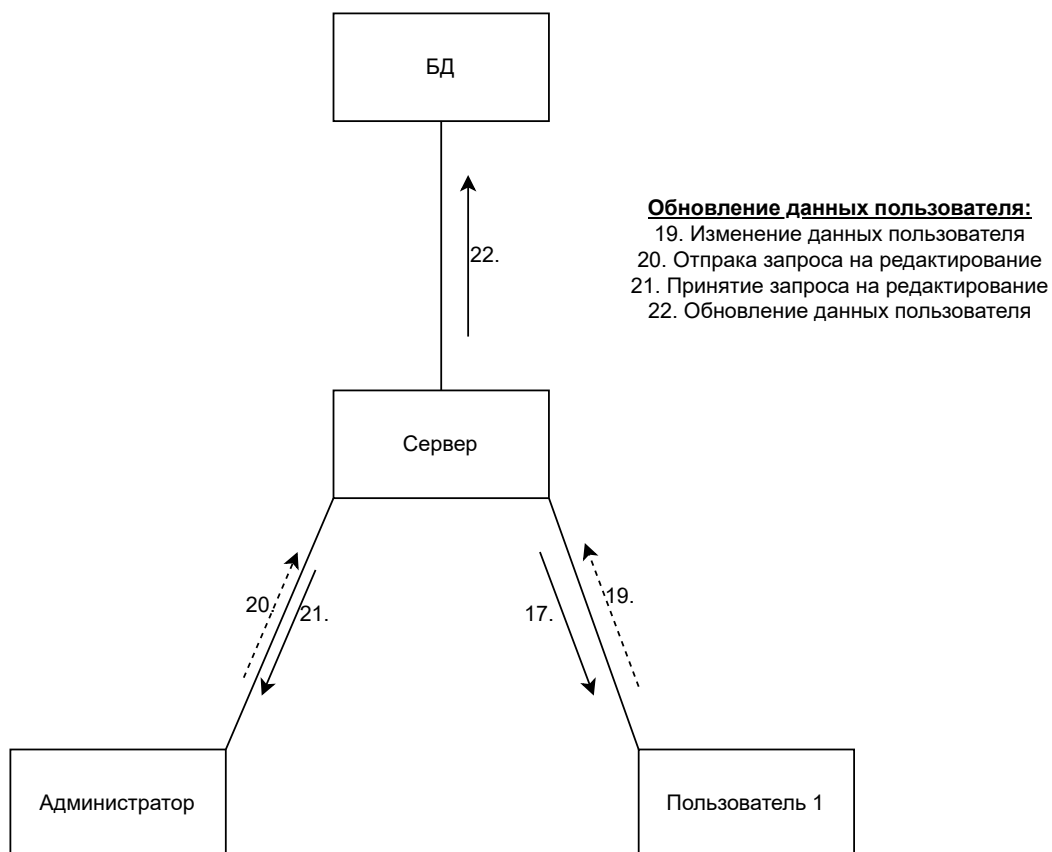 БД
22.
Обновление данных пользователя:
19. Изменение данных пользователя
20. Отпрака запроса на редактирование
21. Принятие запроса на редактирование
22. Обновление данных пользователя
Сервер
20.
21.
17.
19.
Администратор
Пользователь 1